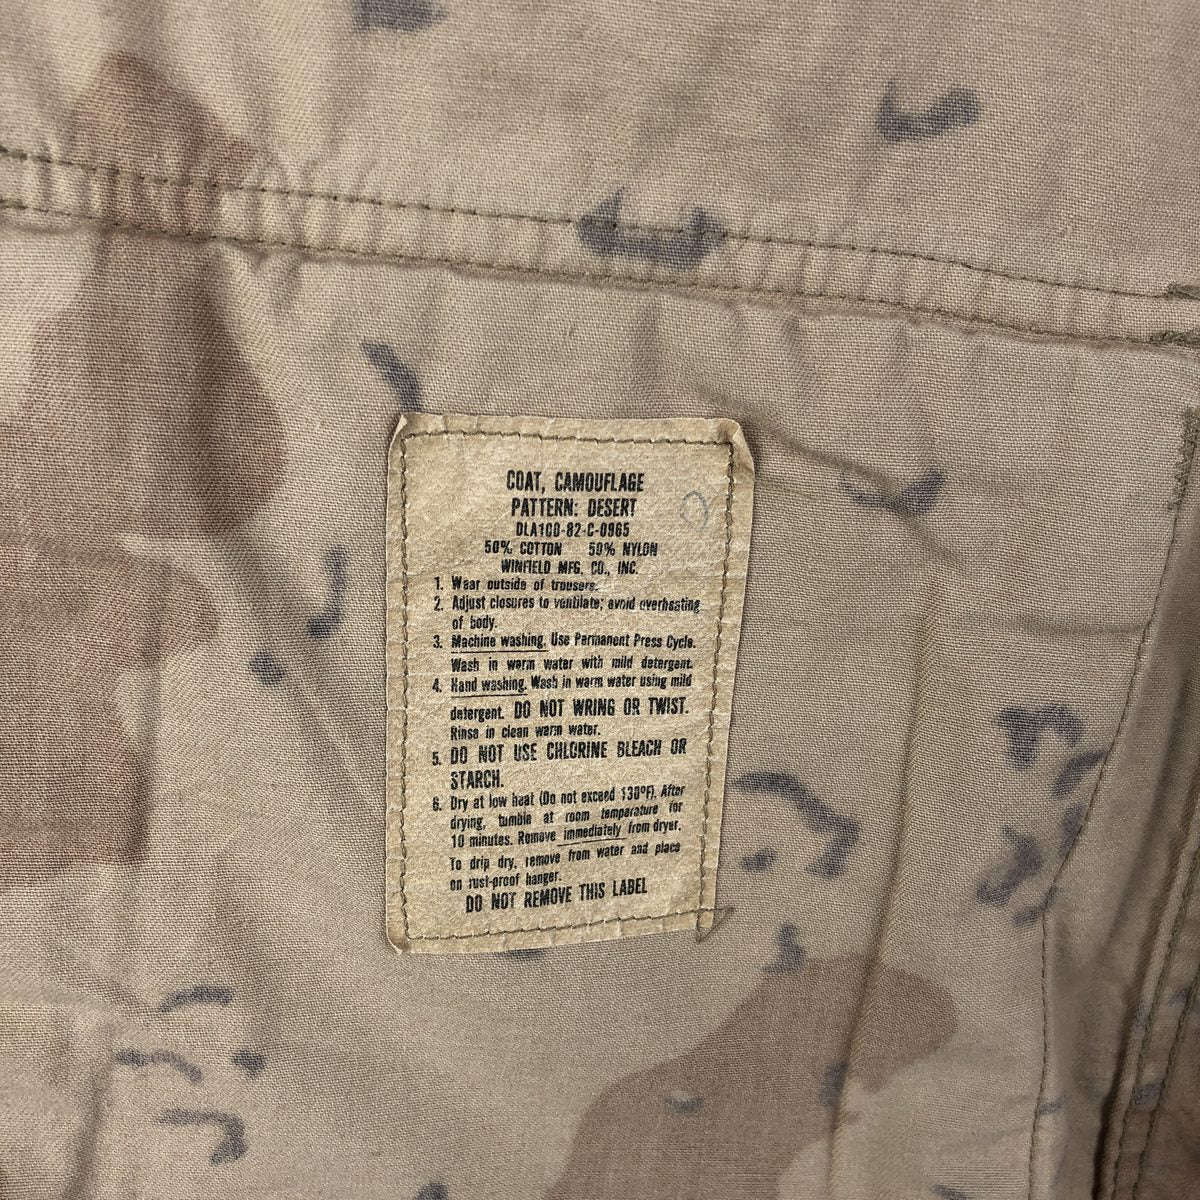 COAT, CAMOUFLAGE
PATTERN: DESERT
DLA100-82-C-0965
50% COTTON 50% NYLON
WINFIELD MFG. CO., INC.
1. Wear outside of trousers.
2. Adjust closures to ventilate; avoid overheating
of body.
3. Machine washing. Use Permanent Press Cycle.
Wash in warm water with mild detergent.
4. Hand washing. Wash in warm water using mild
detergent. DO NOT WRING OR TWIST.
Rinse in clean warm water.
5. DO NOT USE CHLORINE BLEACH OR
STARCH.
6. Dry at low heat (Do not exceed 130°F). After
drying, tumble at room temperature for
10 minutes. Remove immediately from dryer.
To drip dry, remove from water and place
on rust-proof hanger.
DO NOT REMOVE THIS LABEL